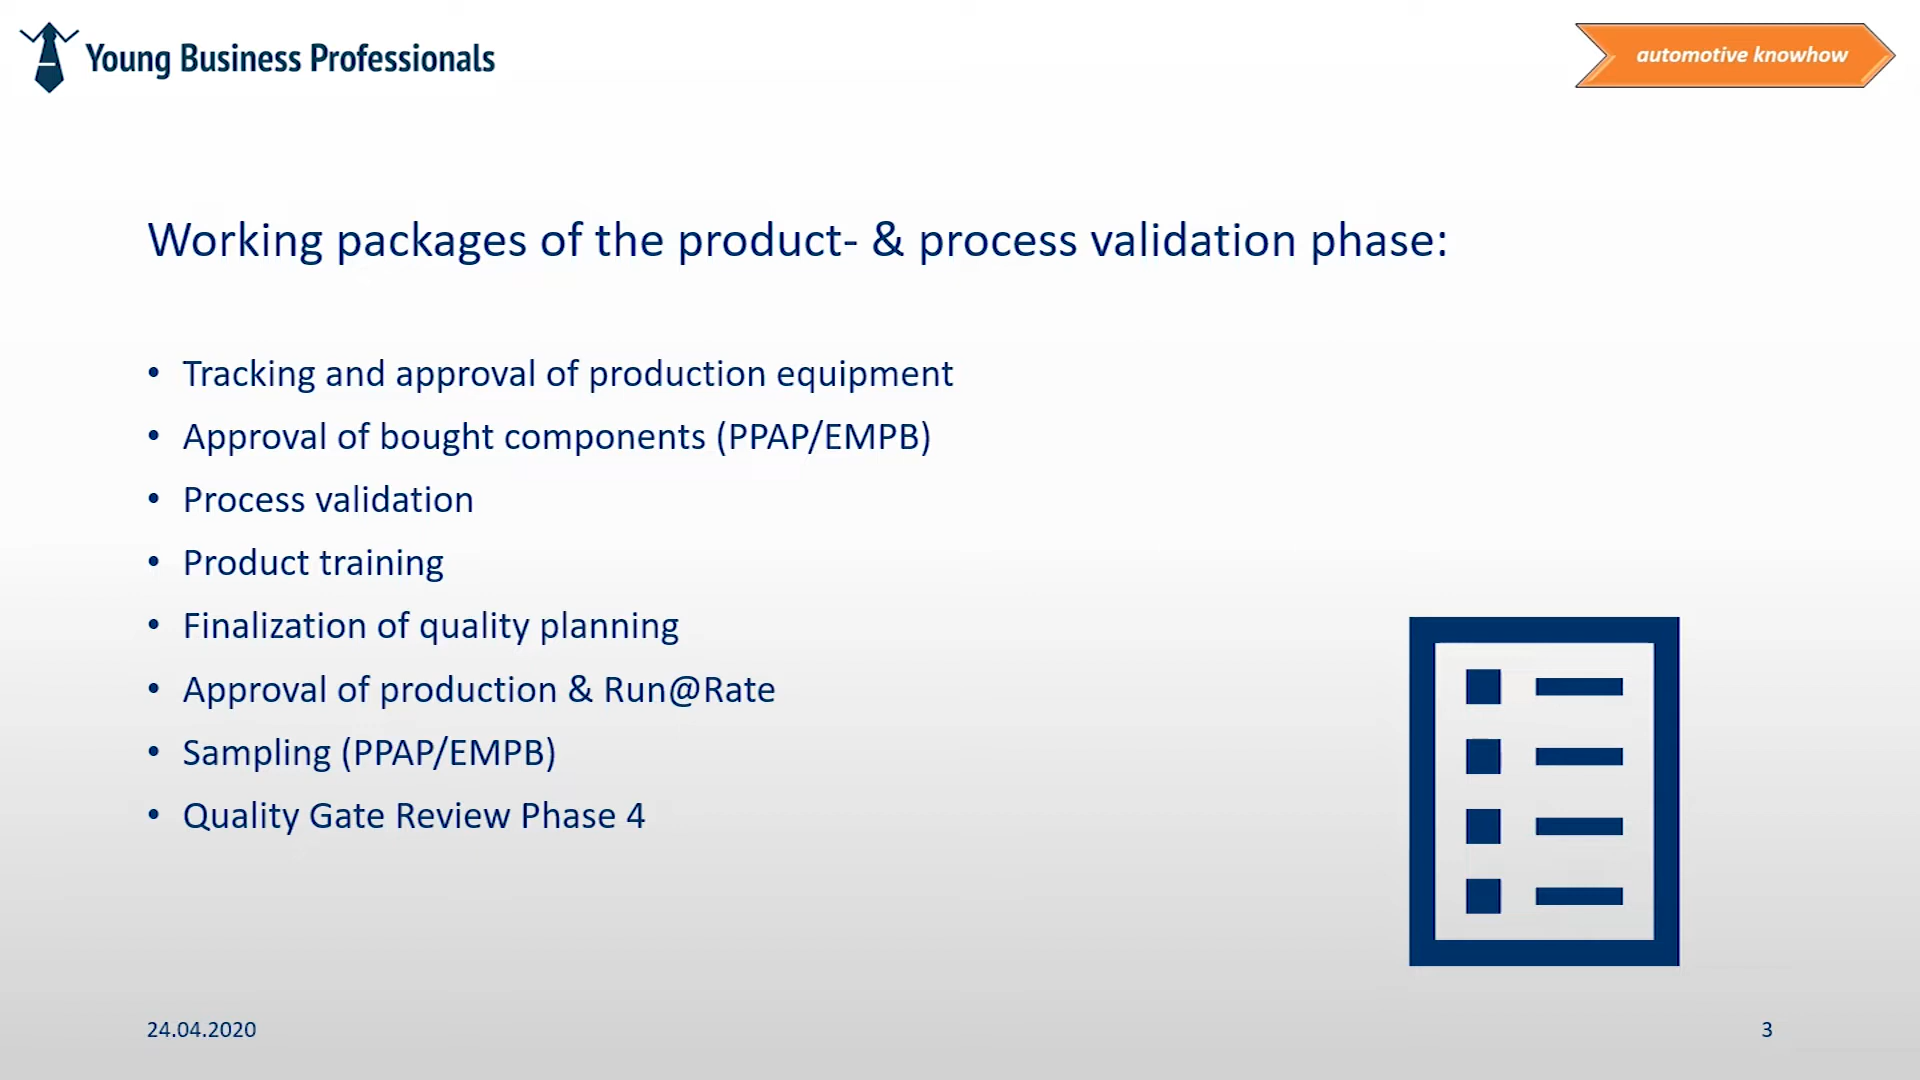 Young Business Professionals
automotive knowhow
Working packages of the product- & process validation phase:
• Tracking and approval of production equipment
• Approval of bought components (PPAP/EMPB)
• Process validation
• Product training
• Finalization of quality planning
• Approval of production & Run@Rate
• Sampling (PPAP/EMPB)
• Quality Gate Review Phase 4
24.04.2020
3